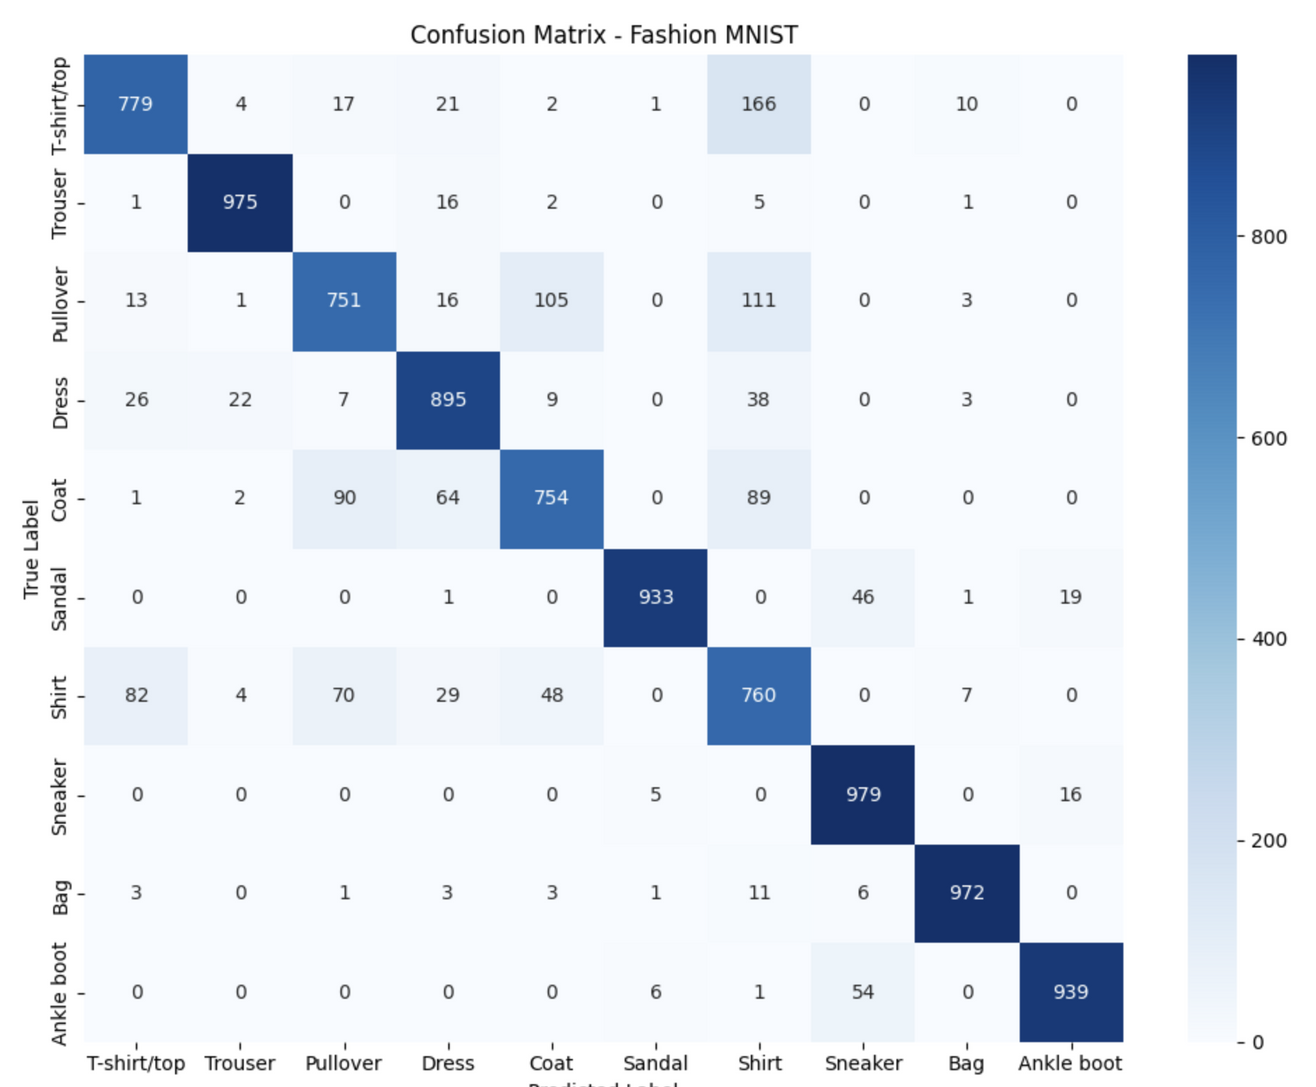 Confusion Matrix - Fashion MNIST
True Label
T-shirt/top 779 4 17 21 2 1 166 0 10 0
Trouser 1 975 0 16 2 0 5 0 1 0
Pullover 13 1 751 16 105 0 111 0 3 0
Dress 26 22 7 895 9 0 38 0 3 0
Coat 1 2 90 64 754 0 89 0 0 0
Sandal 0 0 0 1 0 933 0 46 1 19
Shirt 82 4 70 29 48 0 760 0 7 0
Sneaker 0 0 0 0 0 5 0 979 0 16
Bag 3 0 1 3 3 1 11 6 972 0
Ankle boot 0 0 0 0 0 6 1 54 0 939
T-shirt/top Trouser Pullover Dress Coat Sandal Shirt Sneaker Bag Ankle boot
Predicted Label
800
600
400
200
0